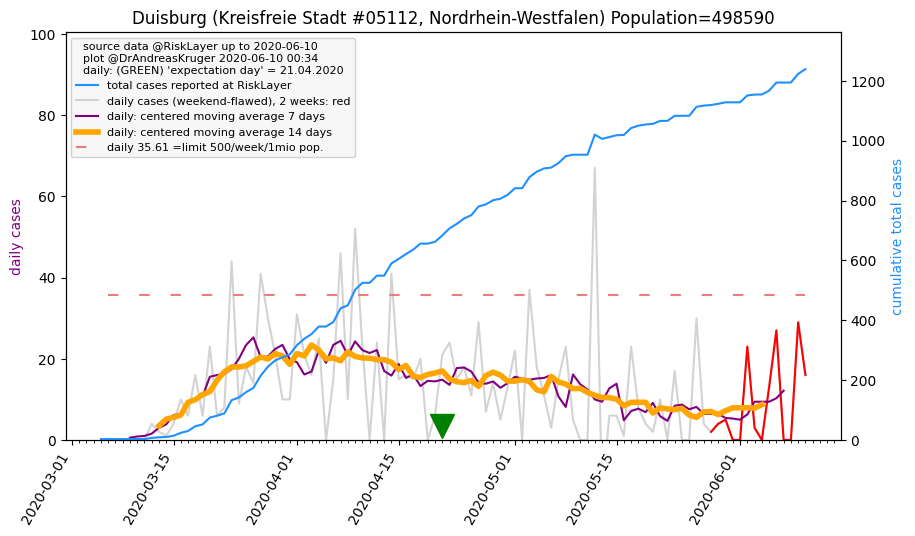 Duisburg (Kreisfreie Stadt #05112, Nordrhein-Westfalen) Population=498590
source data @RiskLayer up to 2020-06-10
plot @DrAndreasKruger 2020-06-10 00:34
daily: (GREEN) 'expectation day' = 21.04.2020
total cases reported at RiskLayer
daily cases (weekend-flawed), 2 weeks: red
daily: centered moving average 7 days
daily: centered moving average 14 days
daily 35.61 =limit 500/week/1mio pop.
daily cases
100
80
60
40
20
0
cumulative total cases
1200
1000
800
600
400
200
0
2020-03-01
2020-03-15
2020-04-01
2020-04-15
2020-05-01
2020-05-15
2020-06-01